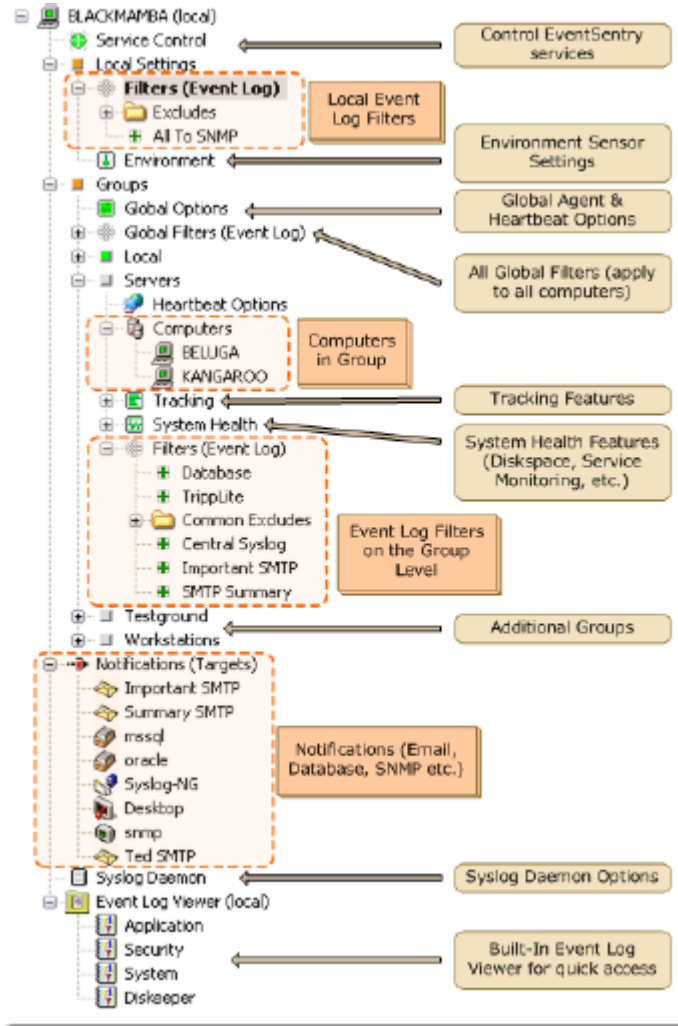 BLACKMAMBA (local)
Service Control
Control EventSentry
services
Local Settings
Filters (Event Log)
Excludes
All To SNMP
Local Event
Log Filters
Environment
Environment Sensor
Settings
Groups
Global Options
Global Agent &
Heartbeat Options
Global Filters (Event Log)
All Global Filters (apply
to all computers)
Local
Servers
Heartbeat Options
Computers
BELUGA
KANGAROO
Computers
in Group
Tracking
Tracking Features
System Health
System Health Features
(Diskspace, Service
Monitoring, etc.)
Filters (Event Log)
Database
TrippLite
Common Excludes
Central Syslog
Important SMTP
SMTP Summary
Event Log Filters
on the Group
Level
Testground
Workstations
Additional Groups
Notifications (Targets)
Important SMTP
Summary SMTP
mssql
oracle
Syslog-NG
Desktop
snmp
Ted SMTP
Notifications (Email,
Database, SNMP etc.)
Syslog Daemon
Syslog Daemon Options
Event Log Viewer (local)
Application
Security
System
Diskeeper
Built-In Event Log
Viewer for quick access